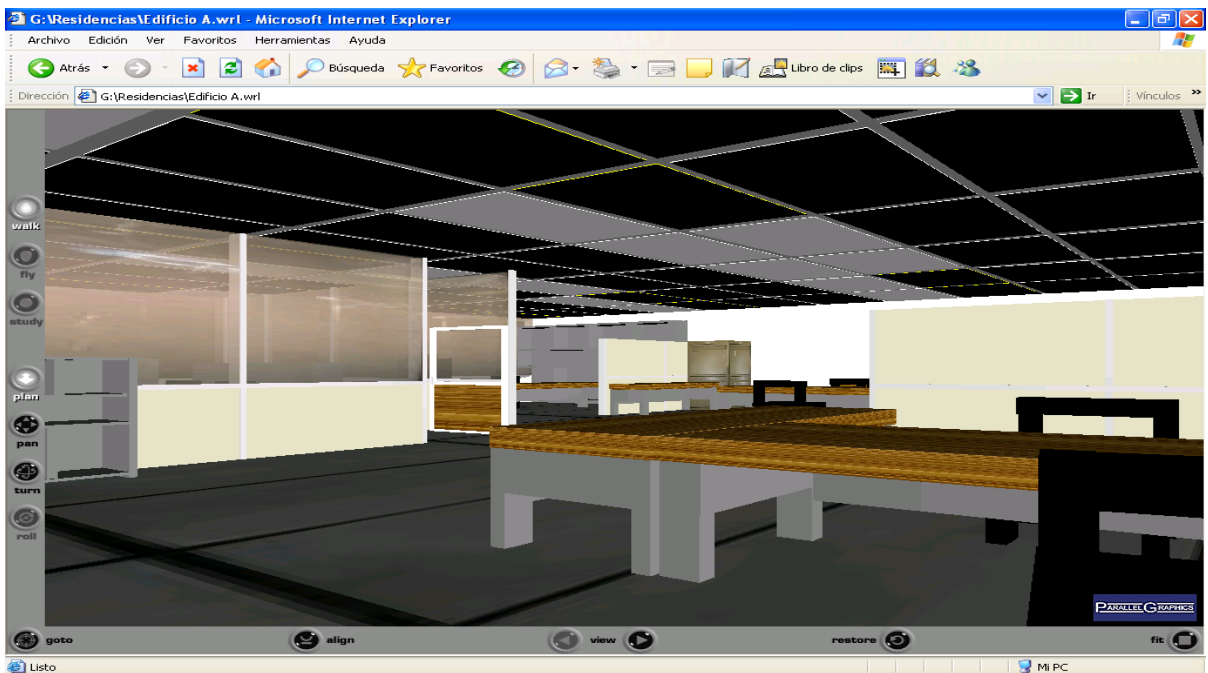 G:\Residencias\Edificio A.wrl - Microsoft Internet Explorer
Archivo Edición Ver Favoritos Herramientas Ayuda
Atrás Búsqueda Favoritos Libro de clips
Dirección G:\Residencias\Edificio A.wrl Ir Vínculos »
walk
fly
study
plan
pan
turn
roll
PARALLELGRAPHICS
goto align view restore fit
Listo Mi PC